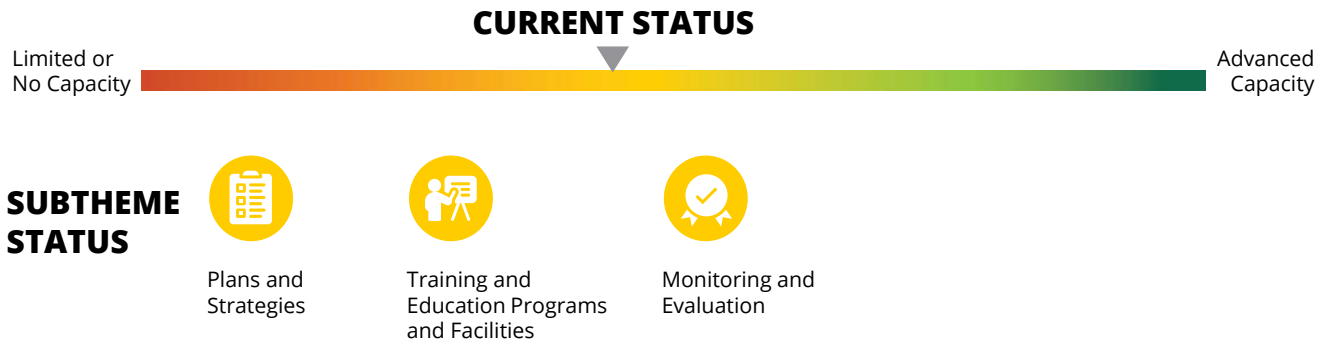 CURRENT STATUS
Limited or
No Capacity
Advanced
Capacity
SUBTHEME
STATUS
Plans and
Strategies
Training and
Education Programs
and Facilities
Monitoring and
Evaluation